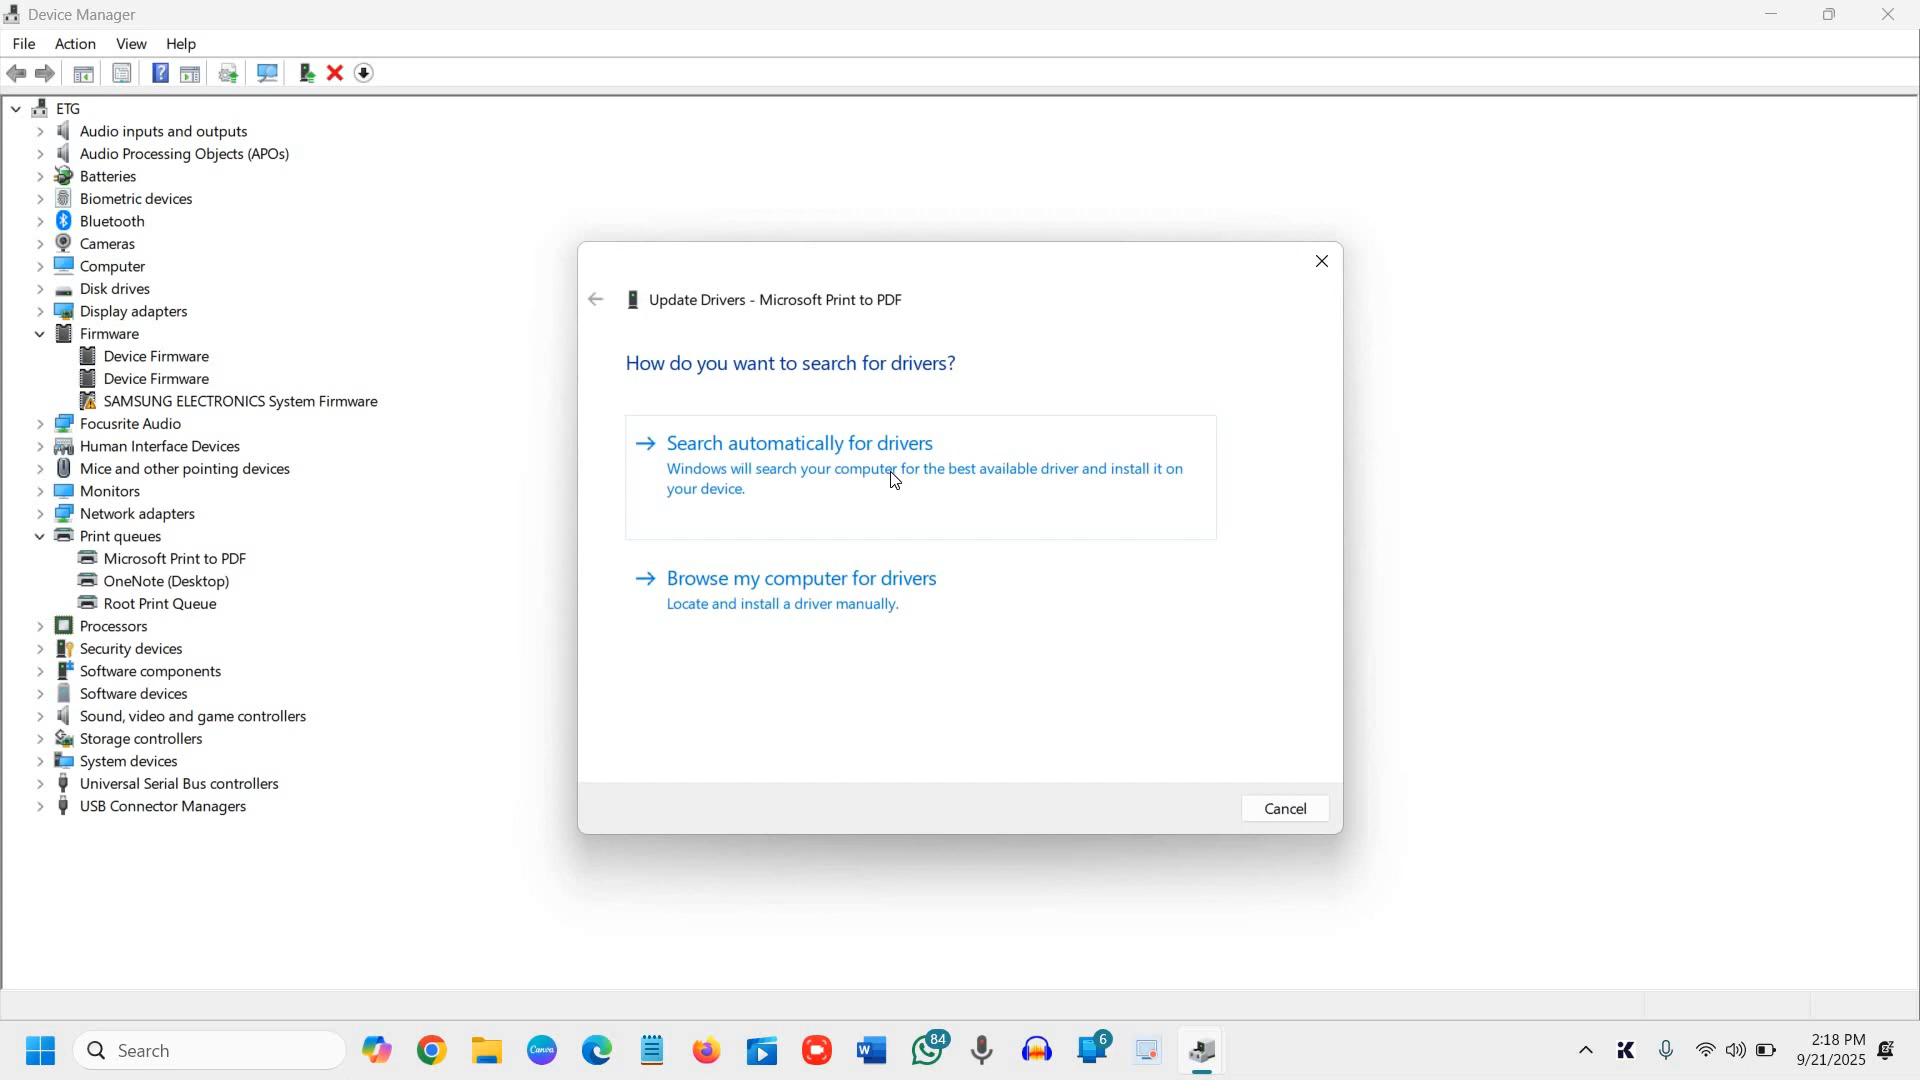 Device Manager
File Action View Help
ETG
Audio inputs and outputs
Audio Processing Objects (APOs)
Batteries
Biometric devices
Bluetooth
Cameras
Computer
Disk drives
Display adapters
Firmware
Device Firmware
Device Firmware
SAMSUNG ELECTRONICS System Firmware
Focusrite Audio
Human Interface Devices
Mice and other pointing devices
Monitors
Network adapters
Print queues
Microsoft Print to PDF
OneNote (Desktop)
Root Print Queue
Processors
Security devices
Software components
Software devices
Sound, video and game controllers
Storage controllers
System devices
Universal Serial Bus controllers
USB Connector Managers
Update Drivers - Microsoft Print to PDF
How do you want to search for drivers?
Search automatically for drivers
Windows will search your computer for the best available driver and install it on
your device.
Browse my computer for drivers
Locate and install a driver manually.
Cancel
Search
Canva
84
6
2:18 PM
9/21/2025